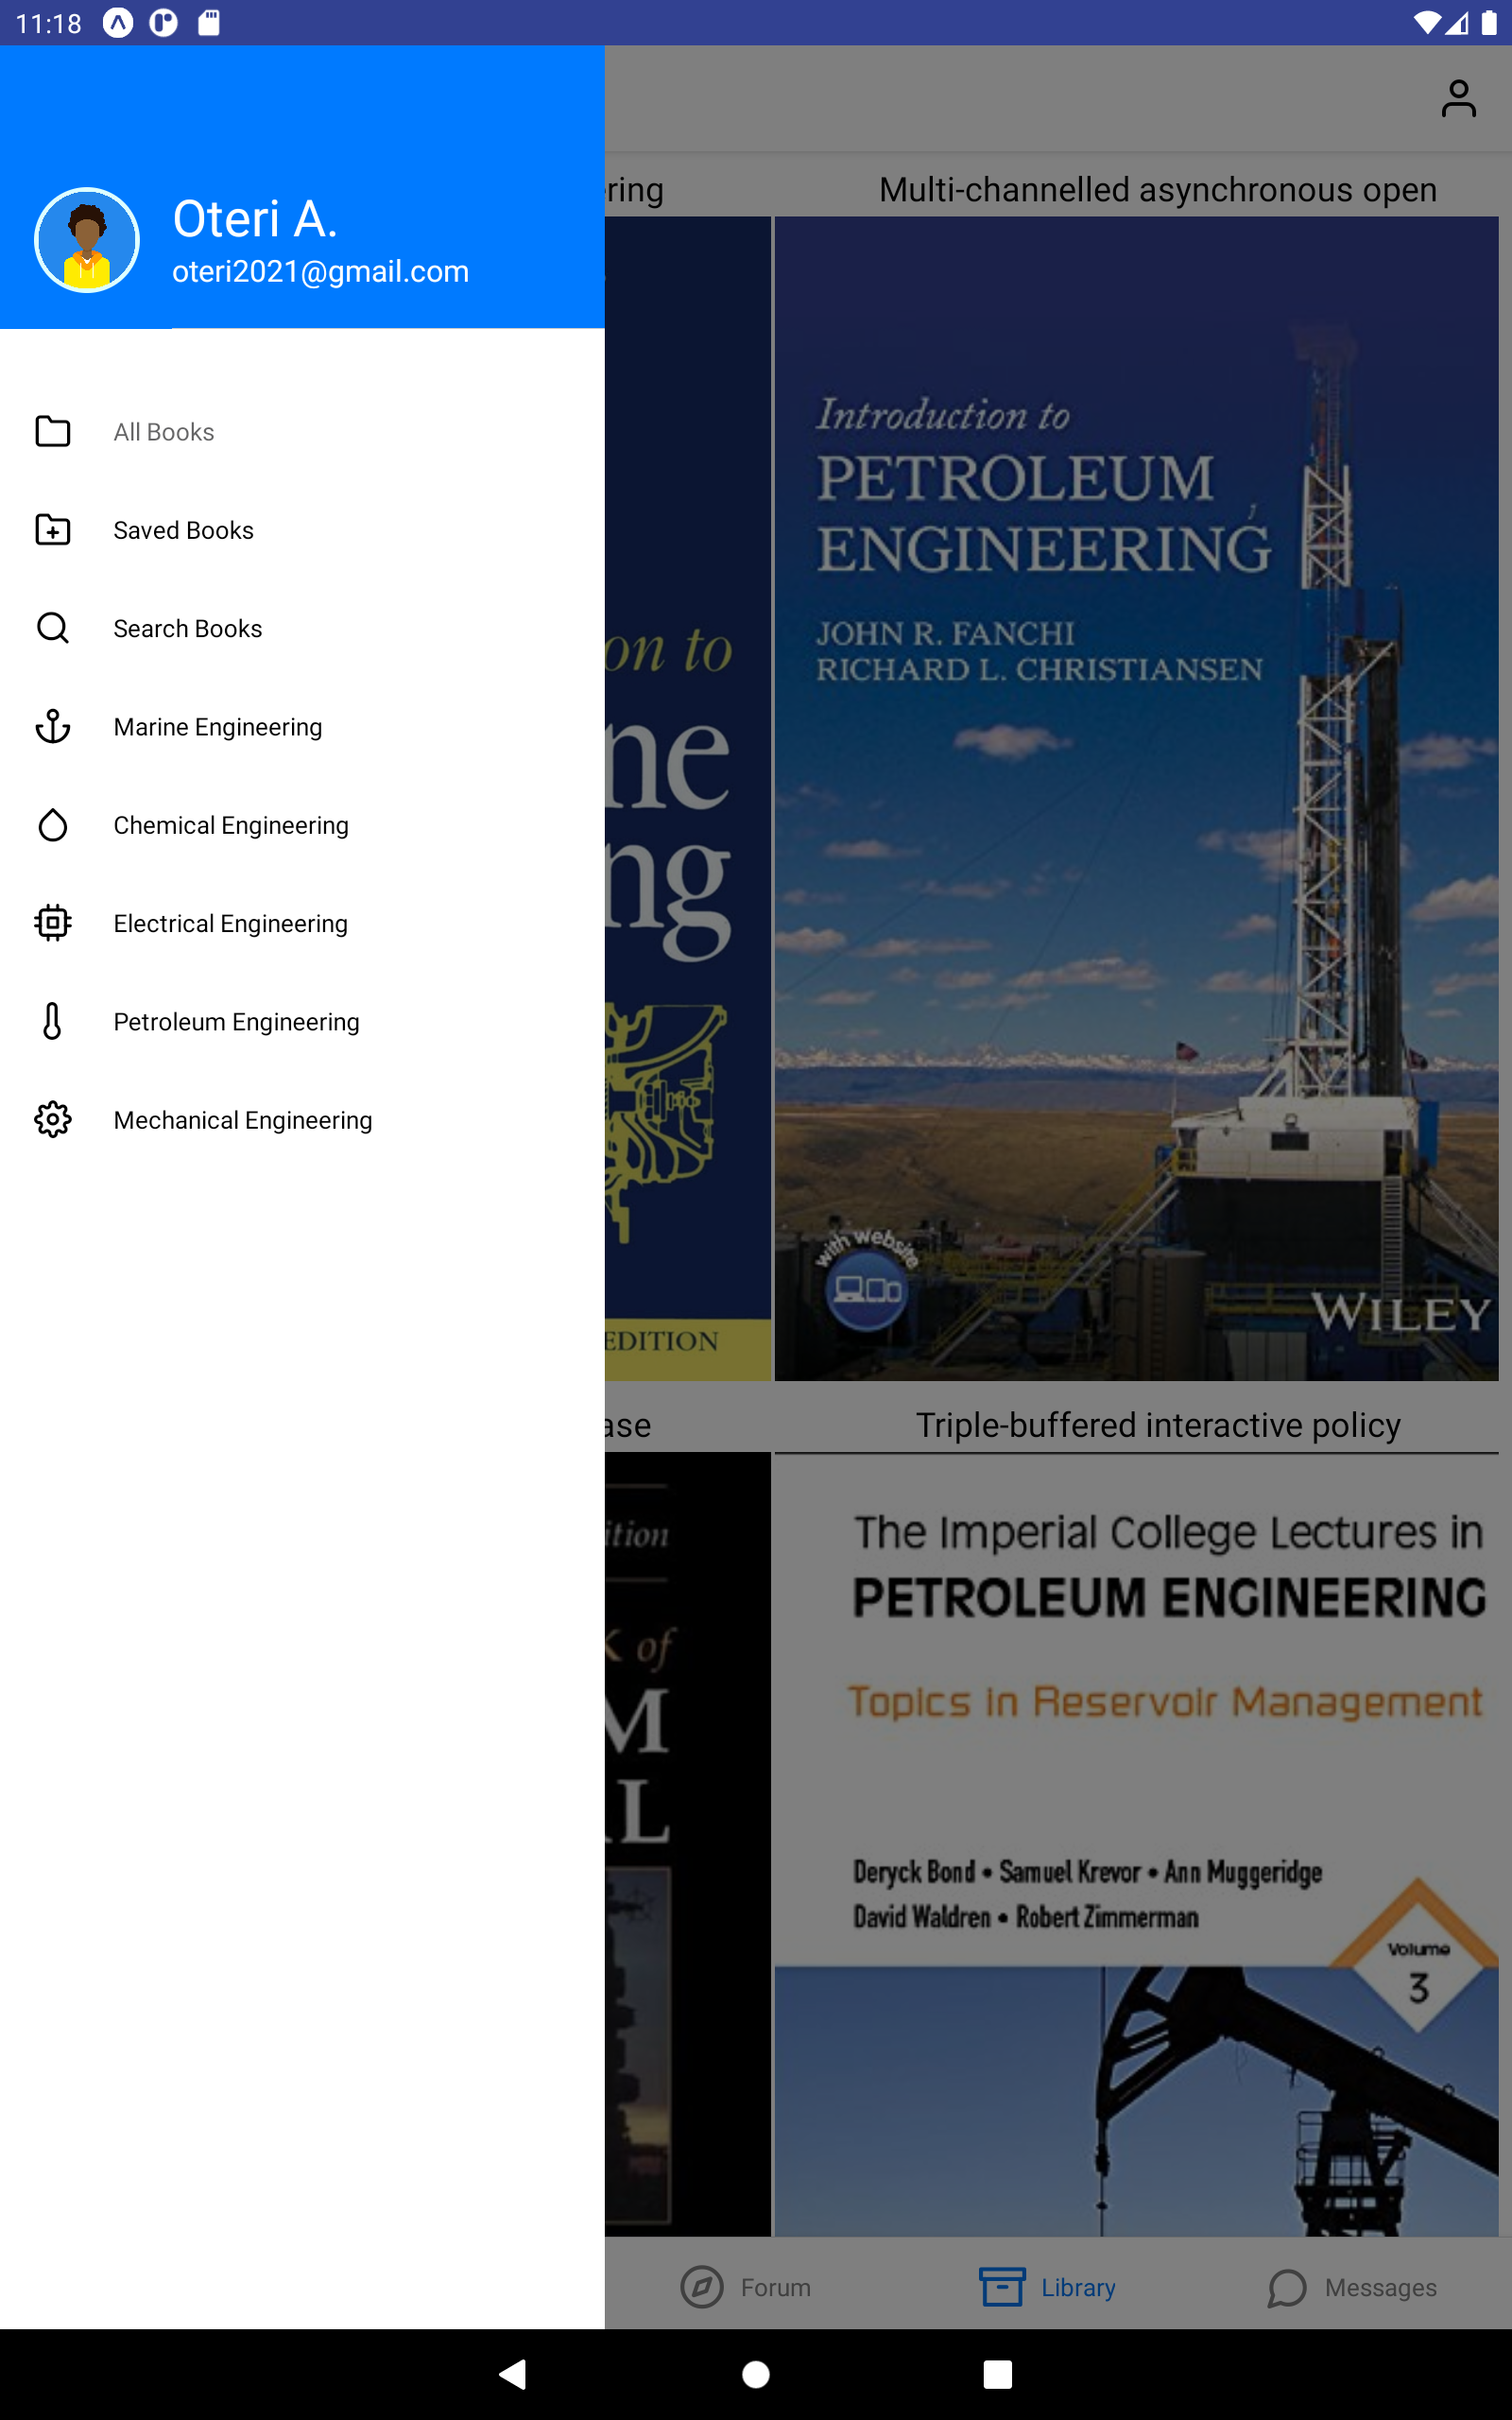 11:18
Oteri A.
oteri2021@gmail.com
All Books
Saved Books
Search Books
Marine Engineering
Chemical Engineering
Electrical Engineering
Petroleum Engineering
Mechanical Engineering
ring
on to
ne
ng
EDITION
Multi-channelled asynchronous open
Introduction to
PETROLEUM
ENGINEERING
JOHN R. FANCHI
RICHARD L. CHRISTIANSEN
with website
WILEY
ase
ition
of
M
L
Triple-buffered interactive policy
The Imperial College Lectures in
PETROLEUM ENGINEERING
Topics in Reservoir Management
Deryck Bond • Samuel Krevor • Ann Muggeridge
David Waldren • Robert Zimmerman
Volume
3
Forum
Library
Messages